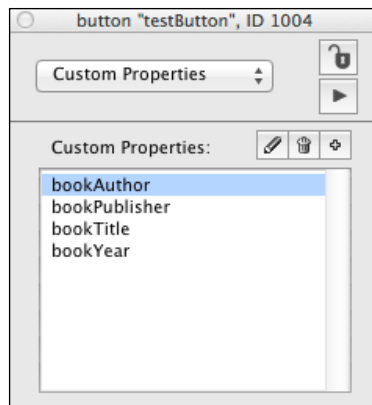 button "testButton", ID 1004
Custom Properties
Custom Properties:
bookAuthor
bookPublisher
bookTitle
bookYear